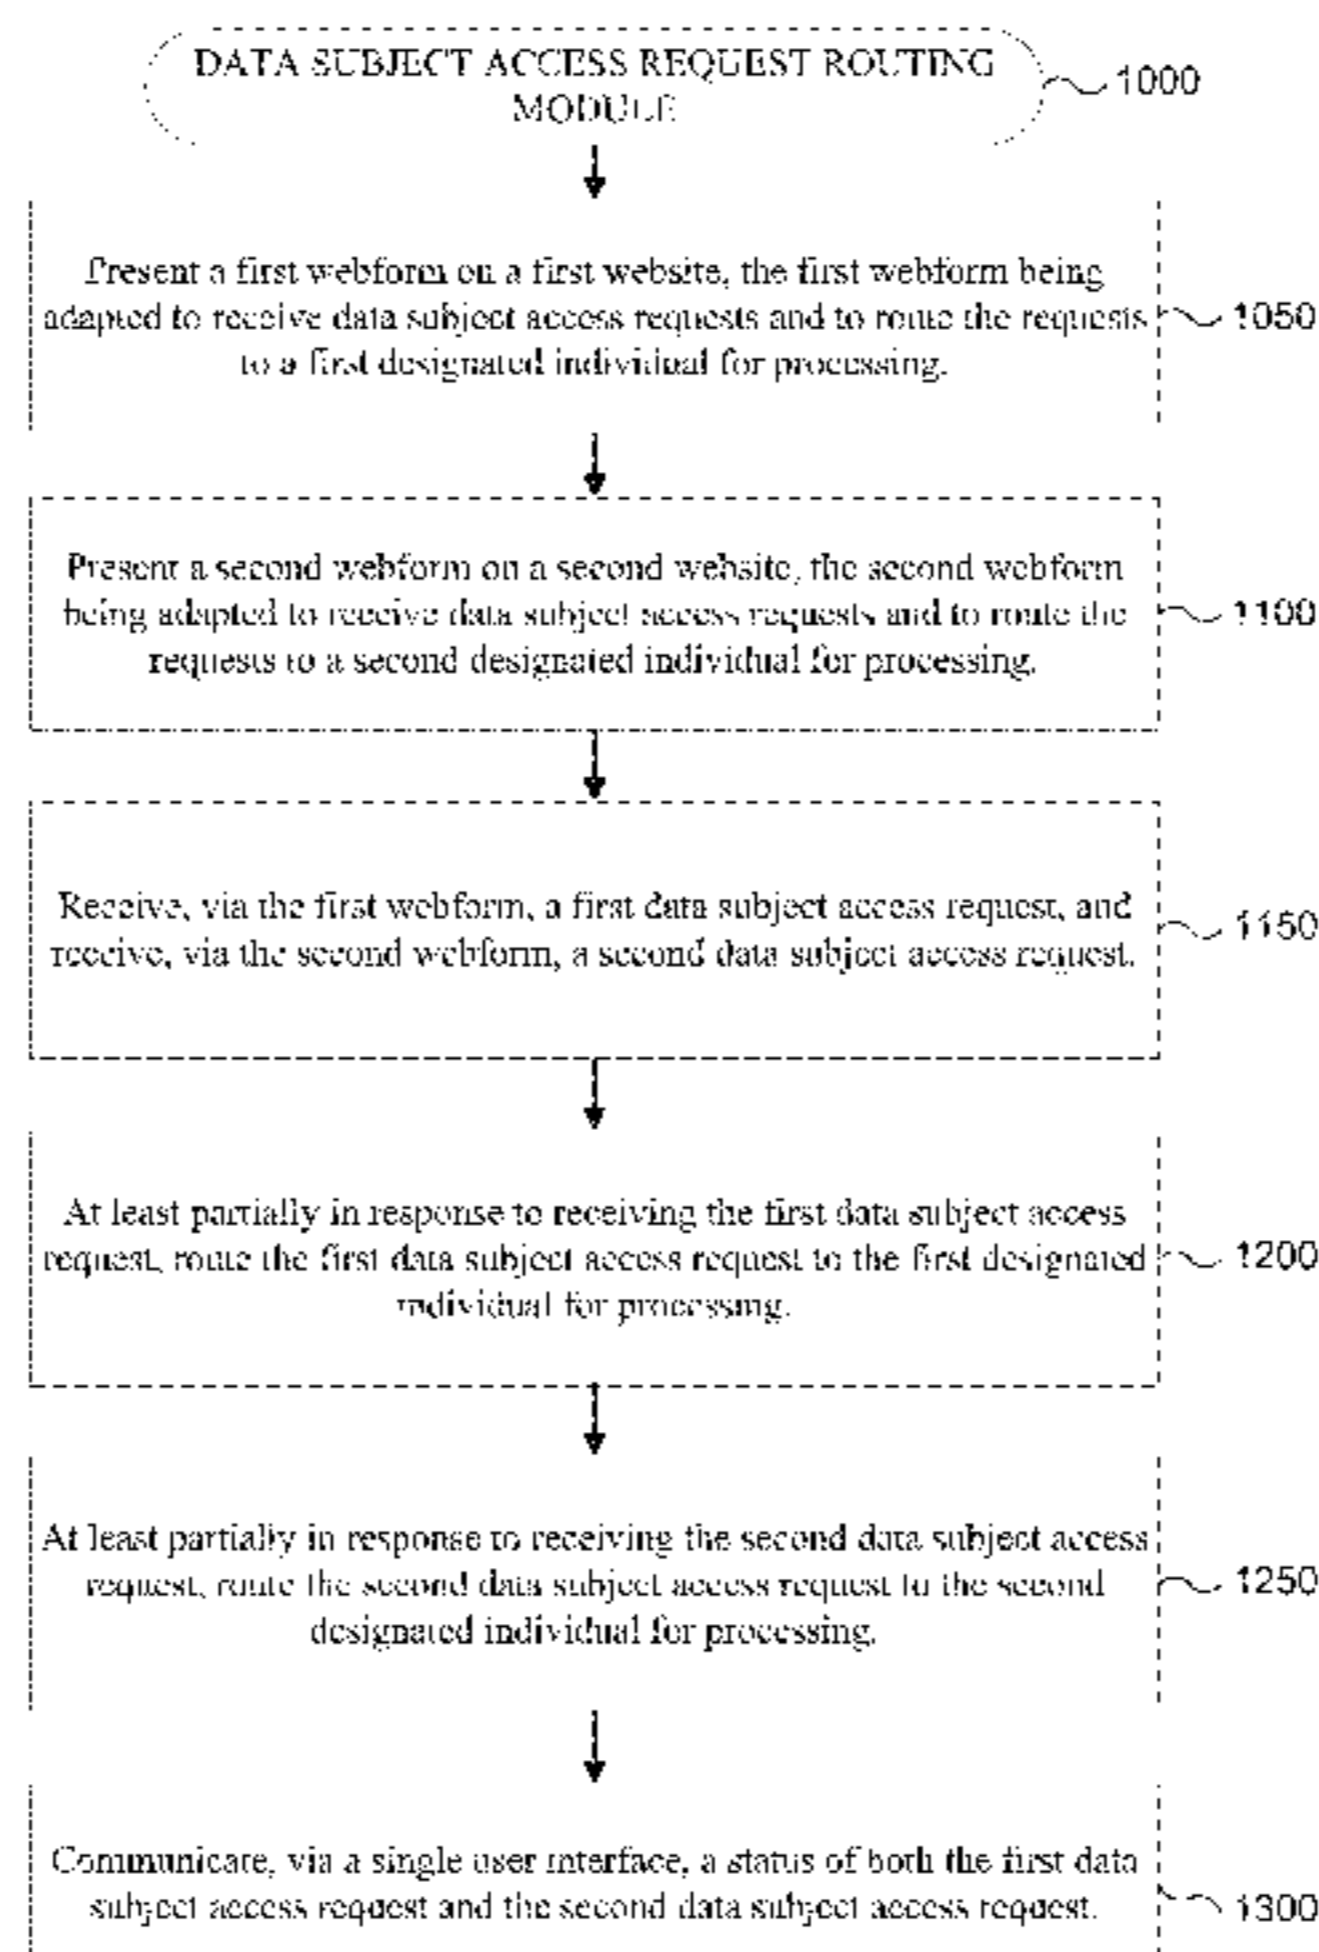 DATA SUBJECT ACCESS REQUEST ROUTING
MODULE
1000
Present a first webform on a first website, the first webform being
adapted to receive data subject access requests and to route the requests
to a first designated individual for processing.
1050
Present a second webform on a second website, the second webform
being adapted to receive data subject access requests and to route the
requests to a second designated individual for processing.
1100
Receive, via the first webform, a first data subject access request, and
receive, via the second webform, a second data subject access request.
1150
At least partially in response to receiving the first data subject access
request, route the first data subject access request to the first designated
individual for processing.
1200
At least partially in response to receiving the second data subject access
request, route the second data subject access request to the second
designated individual for processing.
1250
Communicate, via a single user interface, a status of both the first data
subject access request and the second data subject access request.
1300